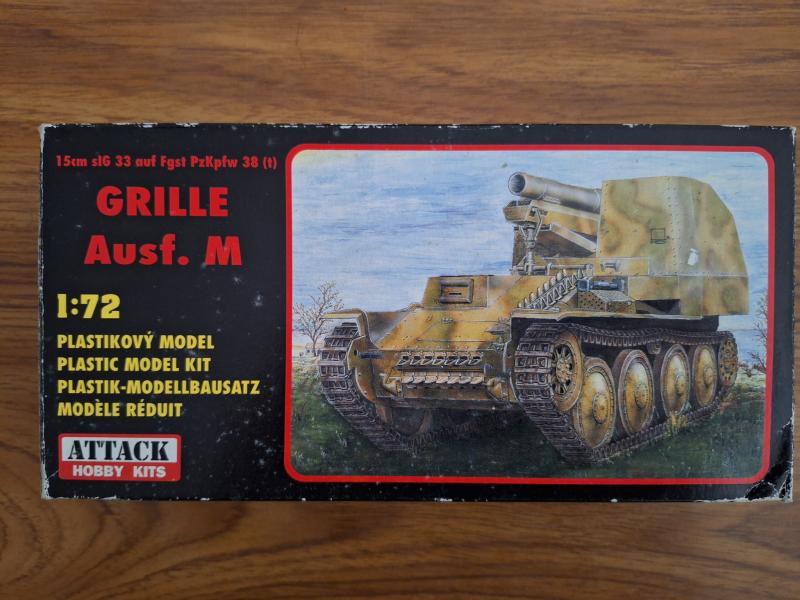 15cm sIG 33 auf Fgst PzKpfw 38 (t)
GRILLE
Ausf. M
1:72
PLASTIKOVÝ MODEL
PLASTIC MODEL KIT
PLASTIK-MODELLBAUSATZ
MODÈLE RÉDUIT
ATTACK
HOBBY KITS